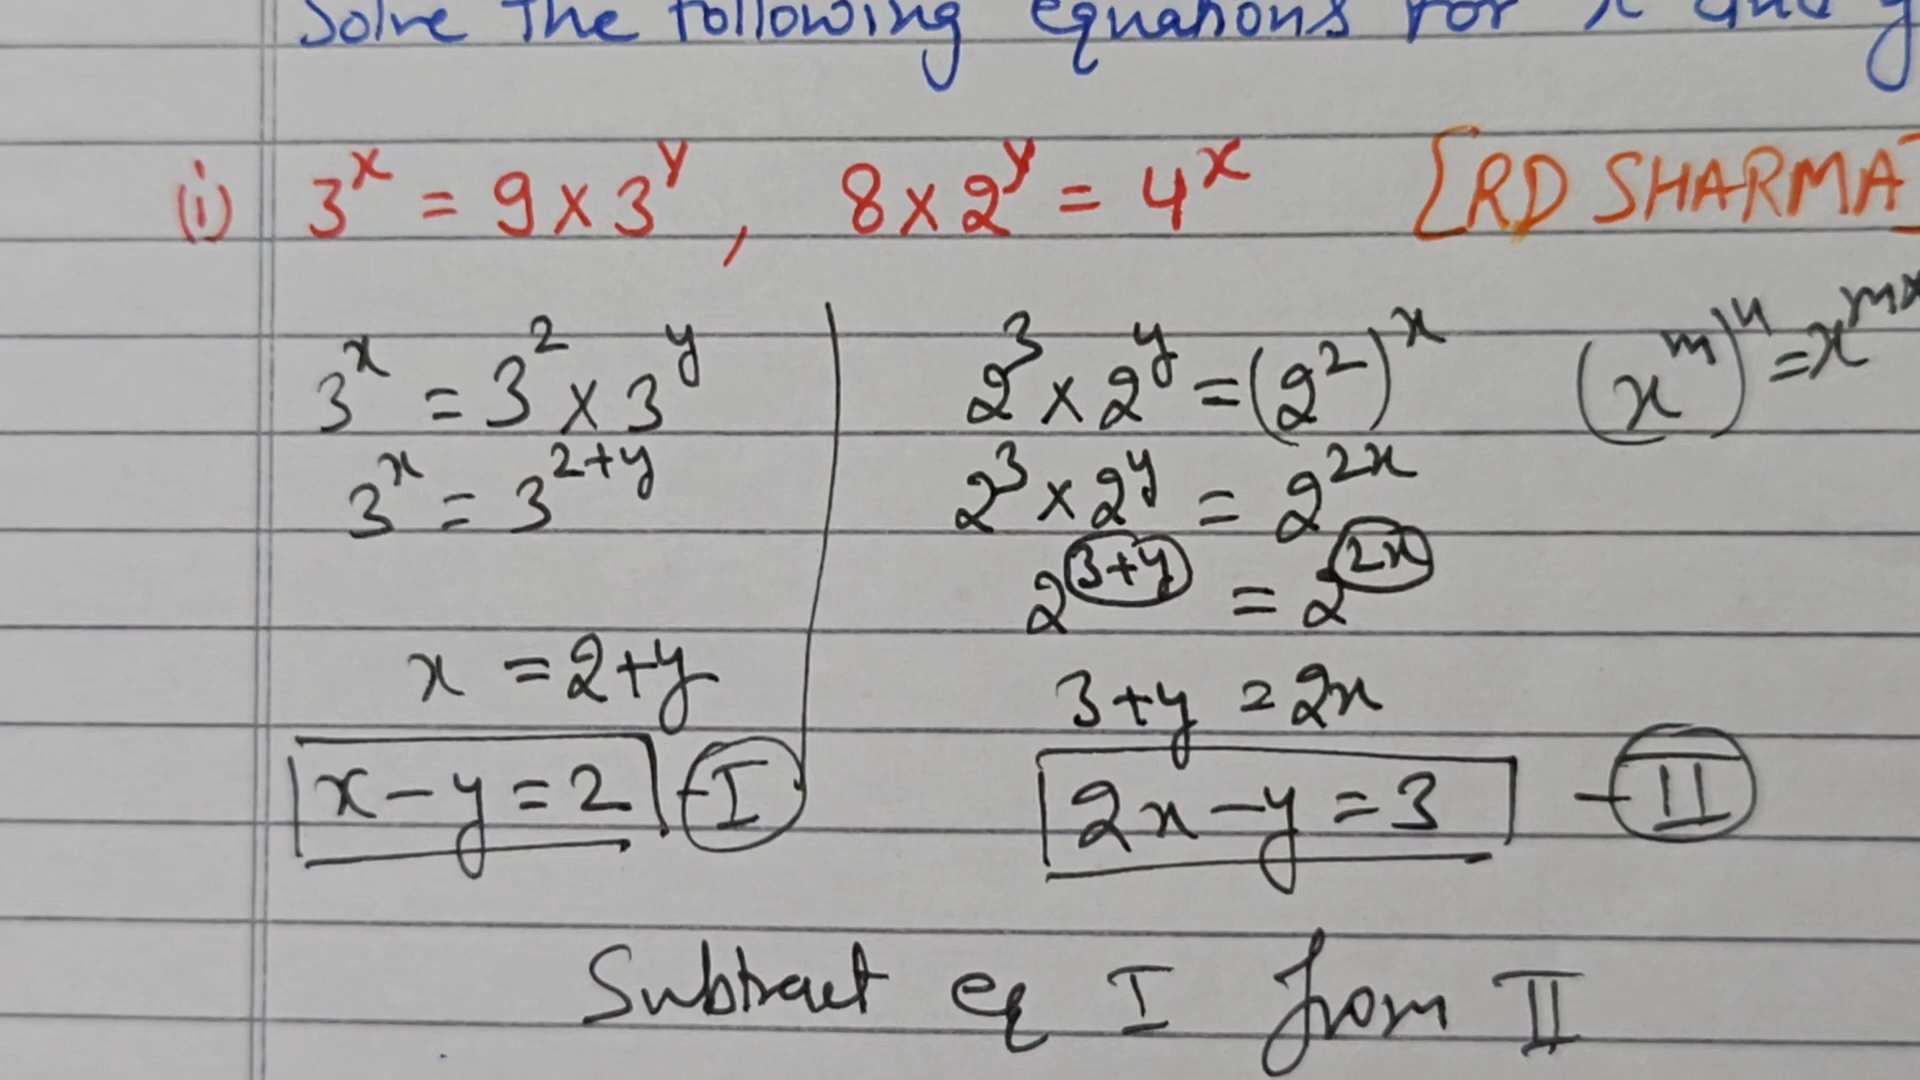 Solve The following equations for x and y
(i) 3^x = 9 × 3^y , 8 × 2^y = 4^x [RD SHARMA]
3^x = 3^2 × 3^y
3^x = 3^(2+y)
x = 2+y
x - y = 2 - I
2^3 × 2^y = (2^2)^x (x^m)^n = x^m×
2^3 × 2^y = 2^(2x)
2^(3+y) = 2^(2x)
3+y = 2x
2x - y = 3 - II
Subtract eq I from II